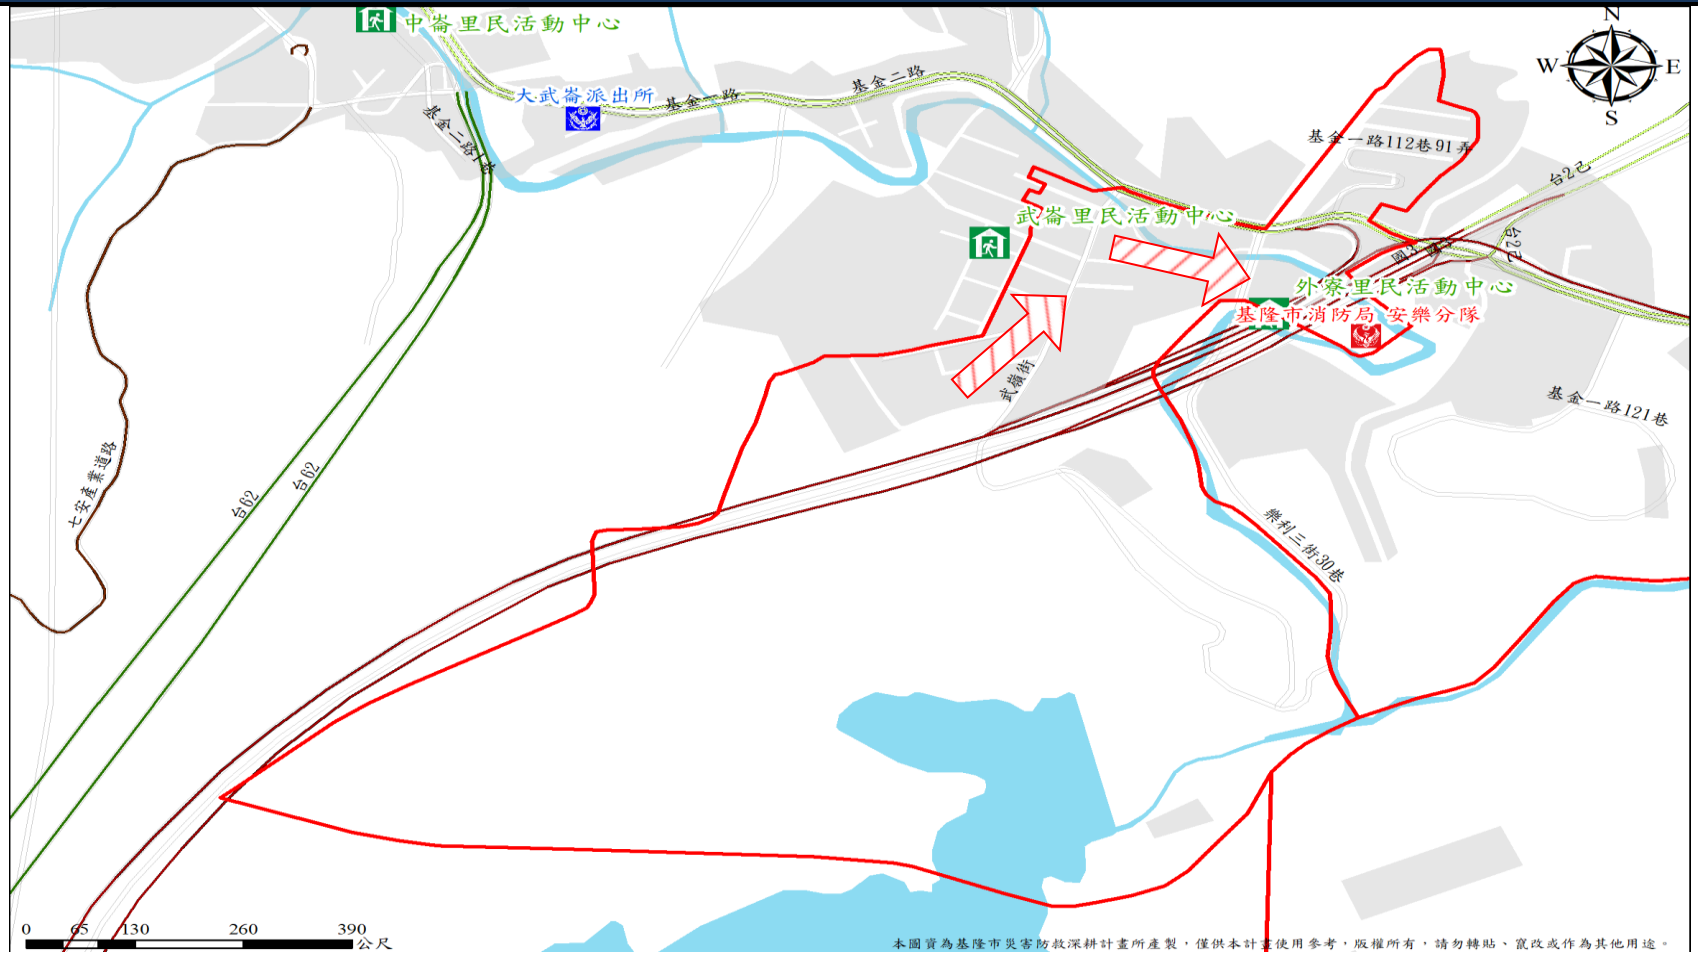 中崙里民活動中心
N
W
E
S
大武崙派出所
基金一路
基金二路
基金二路1巷
基金一路112巷91弄
台2己
武崙里民活動中心
國3
台2己
外寮里民活動中心
基隆市消防局 安樂分隊
武嶺街
基金一路121巷
七安產業道路
台62
台62
樂利三街30巷
0 65 130 260 390 公尺
本圖資為基隆市災害防救深耕計畫所產製，僅供本計畫使用參考，版權所有，請勿轉貼、竄改或作為其他用途。